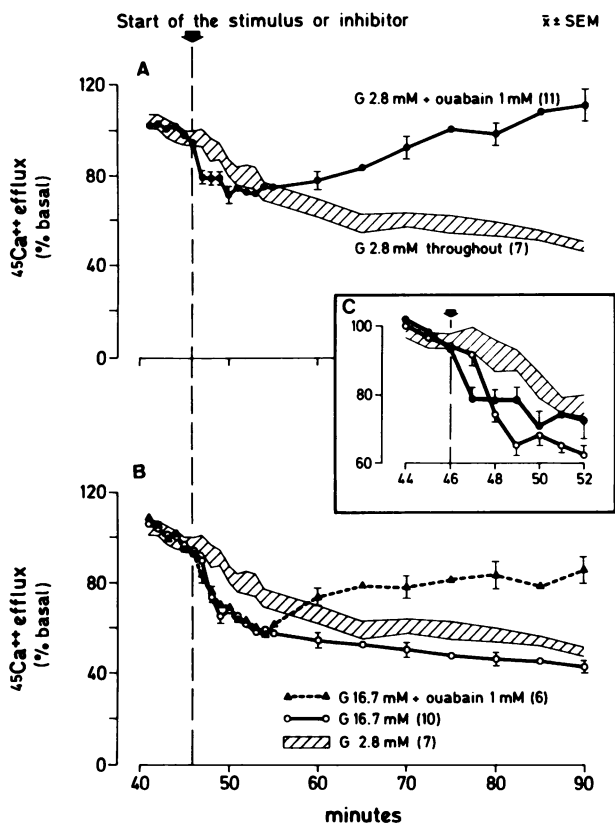 Start of the stimulus or inhibitor
x̄ ± SEM
A
120
80
40
0
45Ca++ efflux
(% basal)
G 2.8 mM + ouabain 1 mM (11)
G 2.8 mM throughout (7)
C
100
80
60
44 46 48 50 52
B
120
80
40
0
45Ca++ efflux
(% basal)
G 16.7 mM + ouabain 1 mM (6)
G 16.7 mM (10)
G 2.8 mM (7)
40 50 60 70 80 90
minutes